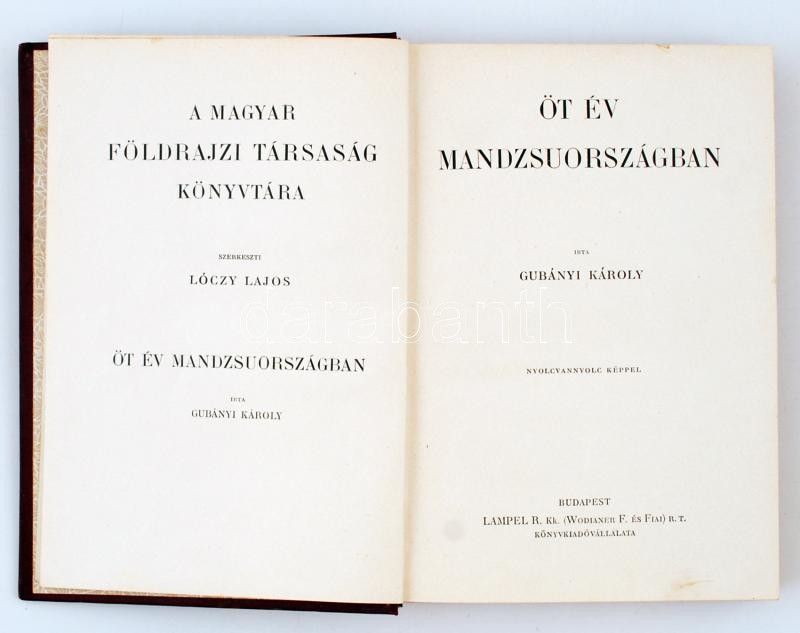 A MAGYAR
FÖLDRAJZI TÁRSASÁG
KÖNYVTÁRA
SZERKESZTI
LÓCZY LAJOS
ÖT ÉV MANDZSUORSZÁGBAN
ÍRTA
GUBÁNYI KÁROLY
ÖT ÉV
MANDZSUORSZÁGBAN
IRTA
GUBÁNYI KÁROLY
NYOLCVANNYOLC KÉPPEL
BUDAPEST
LAMPEL R. Kk. (WODIANER F. ÉS FIAI) R. T.
KÖNYVKIADÓVÁLLALATA
darabanth